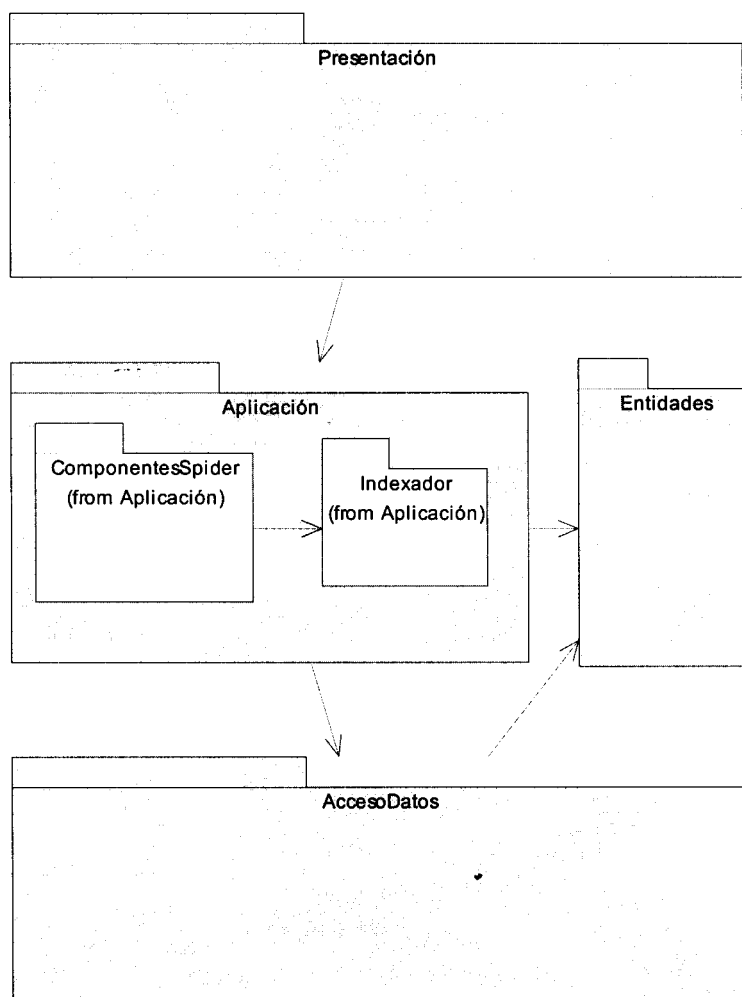 Presentación
Aplicación
Entidades
ComponentesSpider
(from Aplicación)
Indexador
(from Aplicación)
AccesoDatos